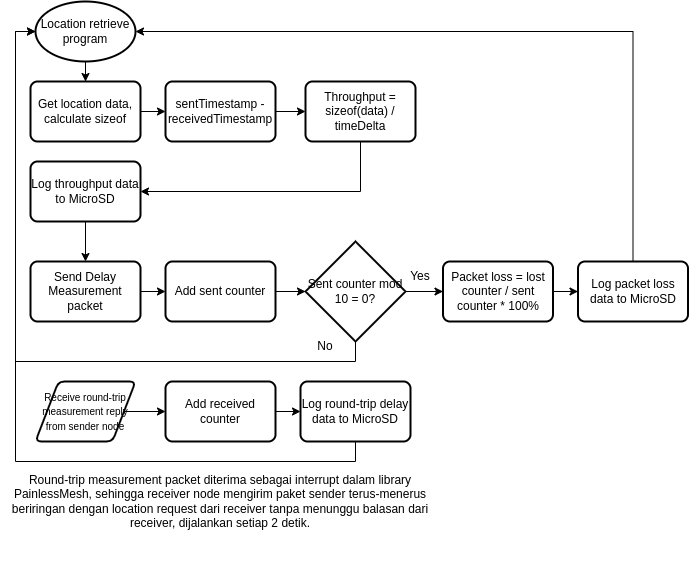 Location retrieve
program
Get location data,
calculate sizeof
sentTimestamp -
receivedTimestamp
Throughput =
sizeof(data) /
timeDelta
Log throughput data
to MicroSD
Send Delay
Measurement
packet
Add sent counter
Sent counter mod
10 = 0?
Yes
Packet loss = lost
counter / sent
counter * 100%
Log packet loss
data to MicroSD
No
Receive round-trip
measurement reply
from sender node
Add received
counter
Log round-trip delay
data to MicroSD
Round-trip measurement packet diterima sebagai interrupt dalam library
PainlessMesh, sehingga receiver node mengirim paket sender terus-menerus
beriringan dengan location request dari receiver tanpa menunggu balasan dari
receiver, dijalankan setiap 2 detik.